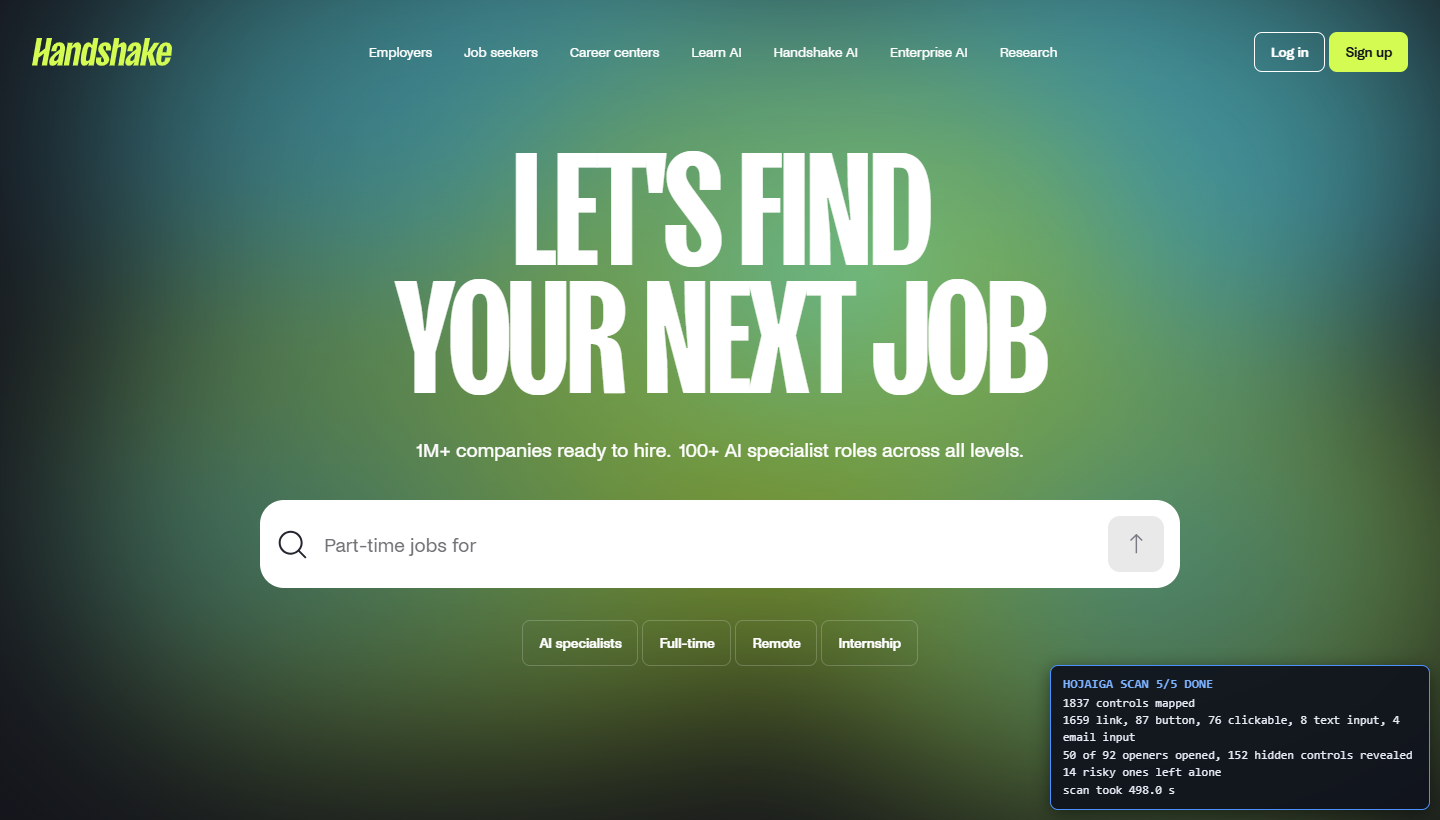 Handshake
Employers
Job seekers
Career centers
Learn AI
Handshake AI
Enterprise AI
Research
Log in
Sign up
LET'S FIND
YOUR NEXT JOB
1M+ companies ready to hire. 100+ AI specialist roles across all levels.
Part-time jobs for
AI specialists
Full-time
Remote
Internship
HOJAIGA SCAN 5/5 DONE
1837 controls mapped
1659 link, 87 button, 76 clickable, 8 text input, 4
email input
50 of 92 openers opened, 152 hidden controls revealed
14 risky ones left alone
scan took 498.0 s